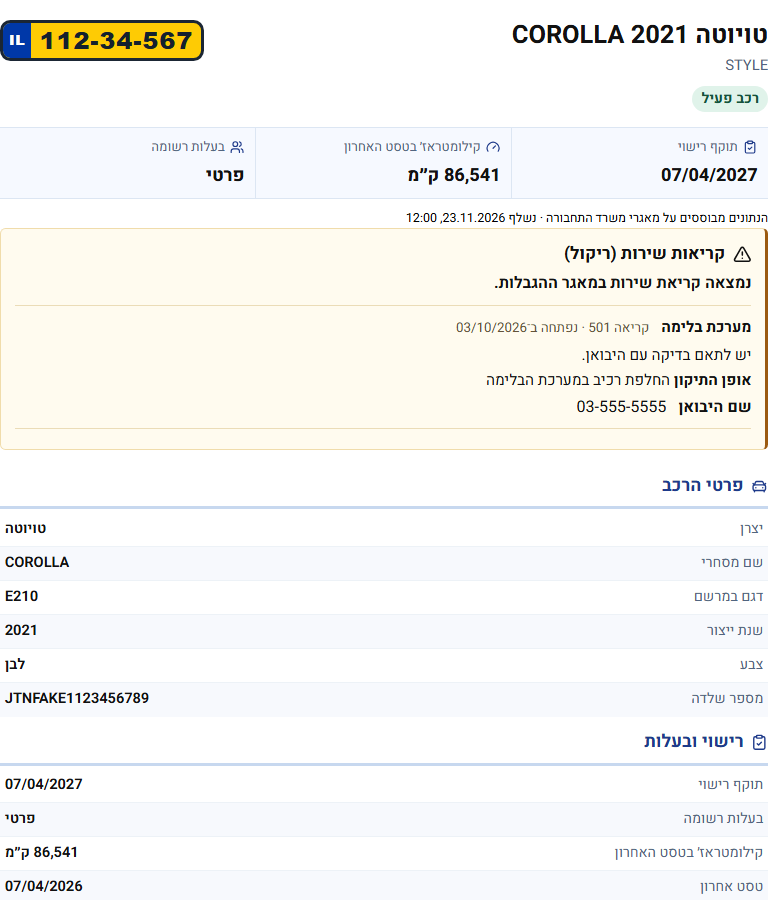 טויוטה COROLLA 2021
STYLE
רכב פעיל
IL 112-34-567
תוקף רישוי
07/04/2027
קילומטראז׳ בטסט האחרון
86,541 ק״מ
בעלות רשומה
פרטי
הנתונים מבוססים על מאגרי משרד התחבורה · נשלף 23.11.2026, 12:00
קריאות שירות (ריקול)
נמצאה קריאת שירות במאגר ההגבלות.
מערכת בלימה קריאה 501 · נפתחה ב־03/10/2026
יש לתאם בדיקה עם היבואן.
אופן התיקון החלפת רכיב במערכת הבלימה
שם היבואן 03-555-5555
פרטי הרכב
יצרן טויוטה
שם מסחרי COROLLA
דגם במרשם E210
שנת ייצור 2021
צבע לבן
מספר שלדה JTNFAKE1123456789
רישוי ובעלות
תוקף רישוי 07/04/2027
בעלות רשומה פרטי
קילומטראז׳ בטסט האחרון 86,541 ק״מ
טסט אחרון 07/04/2026